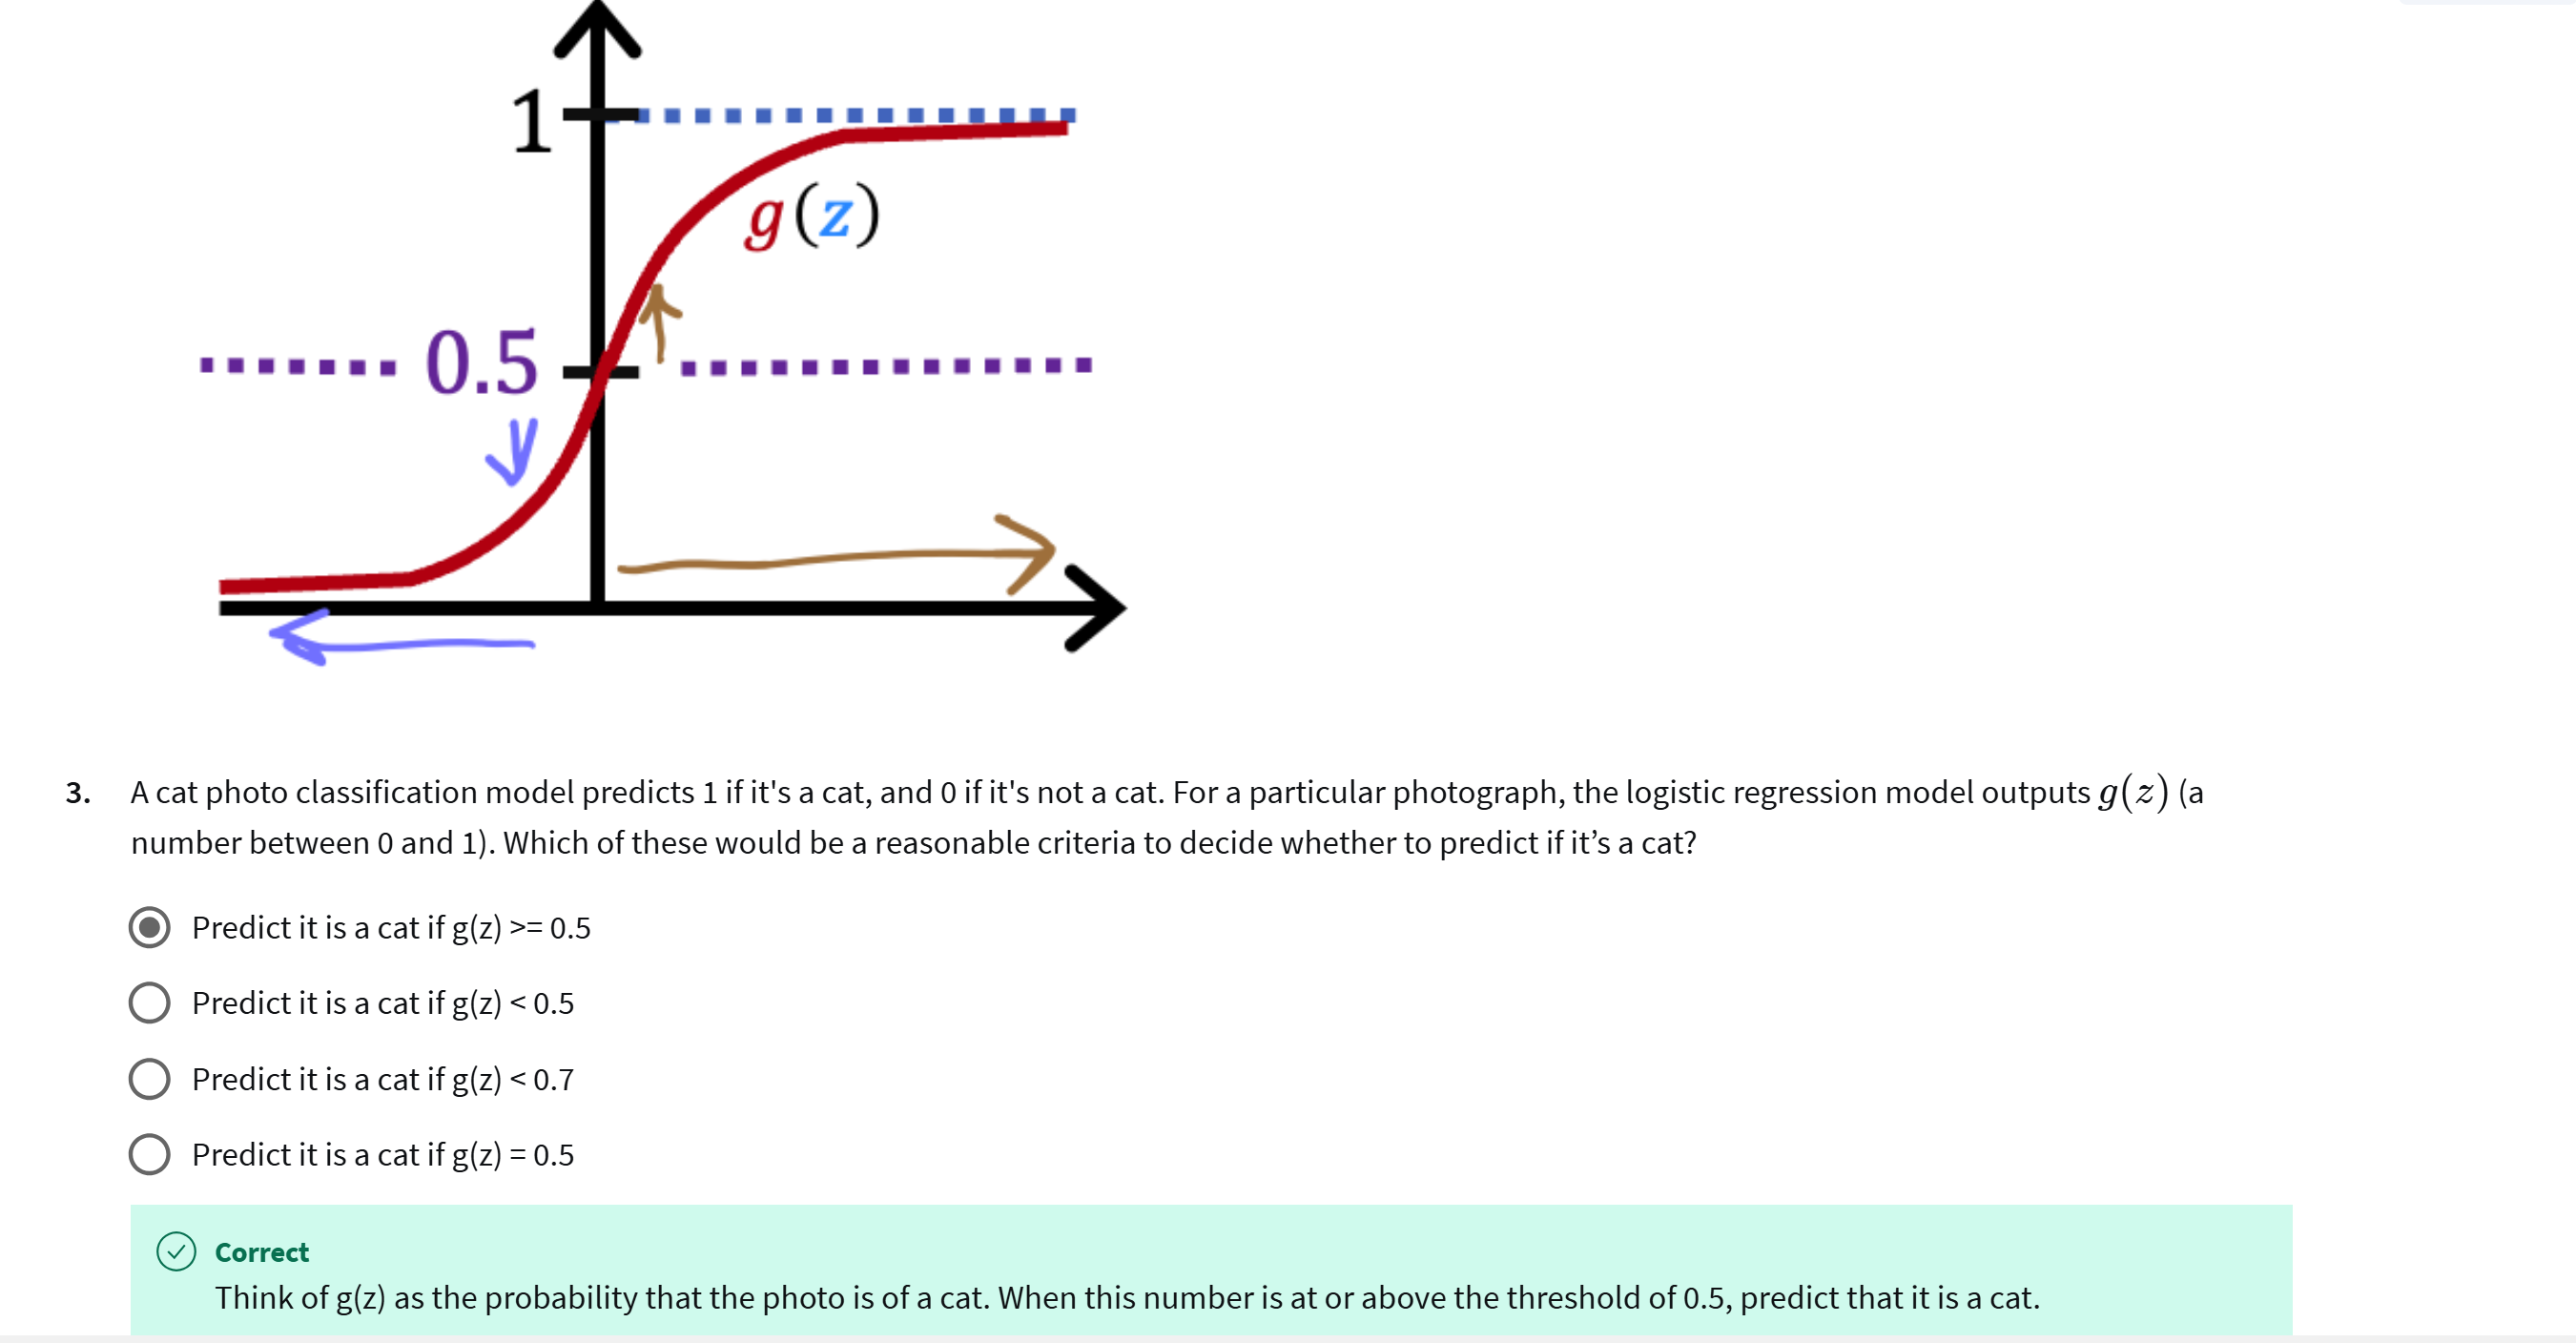 1
g(z)
0.5
3. A cat photo classification model predicts 1 if it's a cat, and 0 if it's not a cat. For a particular photograph, the logistic regression model outputs g(z) (a
number between 0 and 1). Which of these would be a reasonable criteria to decide whether to predict if it’s a cat?
Predict it is a cat if g(z) >= 0.5
Predict it is a cat if g(z) < 0.5
Predict it is a cat if g(z) < 0.7
Predict it is a cat if g(z) = 0.5
Correct
Think of g(z) as the probability that the photo is of a cat. When this number is at or above the threshold of 0.5, predict that it is a cat.